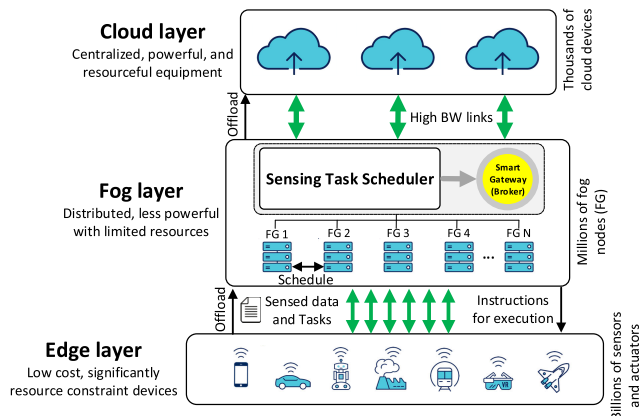 Cloud layer
Centralized, powerful, and
resourceful equipment
Thousands of
cloud devices
Offload
High BW links
Fog layer
Distributed, less powerful
with limited resources
Sensing Task Scheduler
Smart
Gateway
(Broker)
Millions of fog
nodes (FG)
FG 1
FG 2
FG 3
FG 4
FG N
...
Schedule
Offload
Sensed data
and Tasks
Instructions
for execution
Edge layer
Low cost, significantly
resource constraint devices
VR
Billions of sensors
and actuators